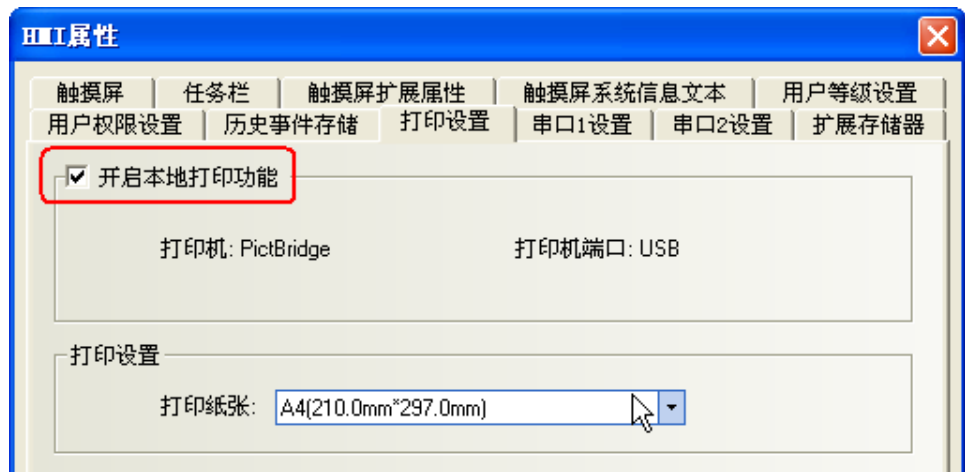 HMI属性
触摸屏 任务栏 触摸屏扩展属性 触摸屏系统信息文本 用户等级设置
用户权限设置 历史事件存储 打印设置 串口1设置 串口2设置 扩展存储器
开启本地打印功能
打印机: PictBridge 打印机端口: USB
打印设置
打印纸张: A4(210.0mm*297.0mm)